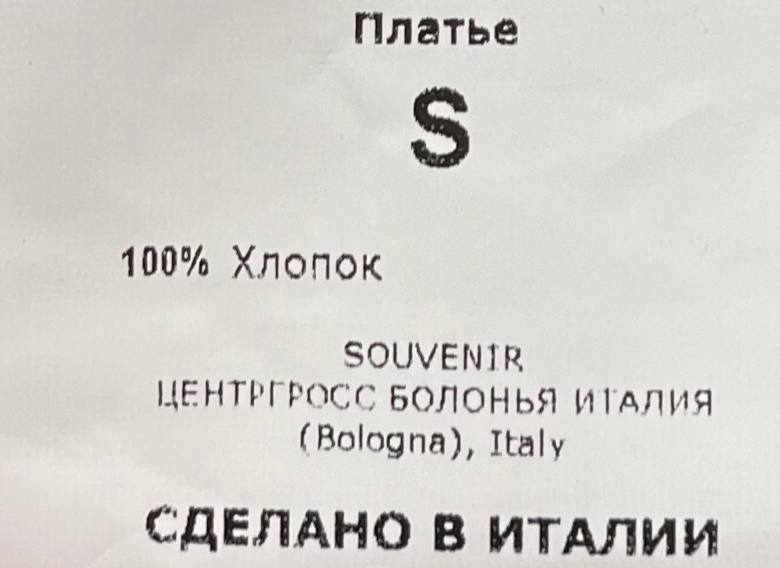 Платье
S
100% Хлопок
SOUVENIR
ЦЕНТРГРОСС БОЛОНЬЯ ИТАЛИЯ
(Bologna), Italy
СДЕЛАНО В ИТАЛИИ